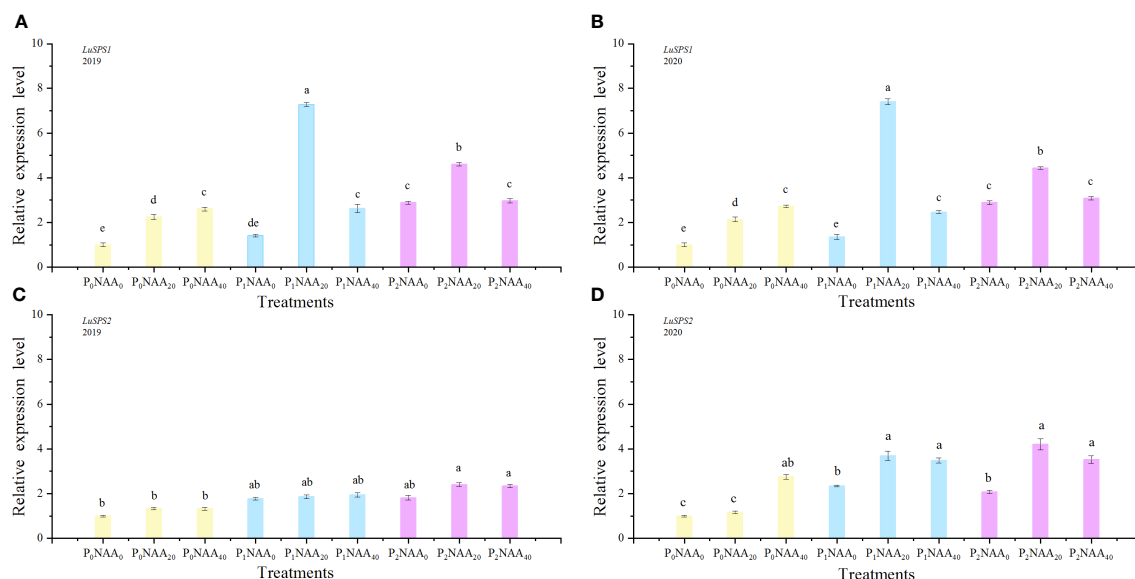 A
LuSPS1
2019
Relative expression level
10
8
6
4
2
0
e
d
c
de
a
c
c
b
c
P₀NAA₀ P₀NAA₂₀ P₀NAA₄₀ P₁NAA₀ P₁NAA₂₀ P₁NAA₄₀ P₂NAA₀ P₂NAA₂₀ P₂NAA₄₀
Treatments
B
LuSPS1
2020
Relative expression level
10
8
6
4
2
0
e
d
c
e
a
c
c
b
c
P₀NAA₀ P₀NAA₂₀ P₀NAA₄₀ P₁NAA₀ P₁NAA₂₀ P₁NAA₄₀ P₂NAA₀ P₂NAA₂₀ P₂NAA₄₀
Treatments
C
LuSPS2
2019
Relative expression level
10
8
6
4
2
0
b
b
b
ab
ab
ab
ab
a
a
P₀NAA₀ P₀NAA₂₀ P₀NAA₄₀ P₁NAA₀ P₁NAA₂₀ P₁NAA₄₀ P₂NAA₀ P₂NAA₂₀ P₂NAA₄₀
Treatments
D
LuSPS2
2020
Relative expression level
10
8
6
4
2
0
c
c
ab
b
a
a
b
a
a
P₀NAA₀ P₀NAA₂₀ P₀NAA₄₀ P₁NAA₀ P₁NAA₂₀ P₁NAA₄₀ P₂NAA₀ P₂NAA₂₀ P₂NAA₄₀
Treatments